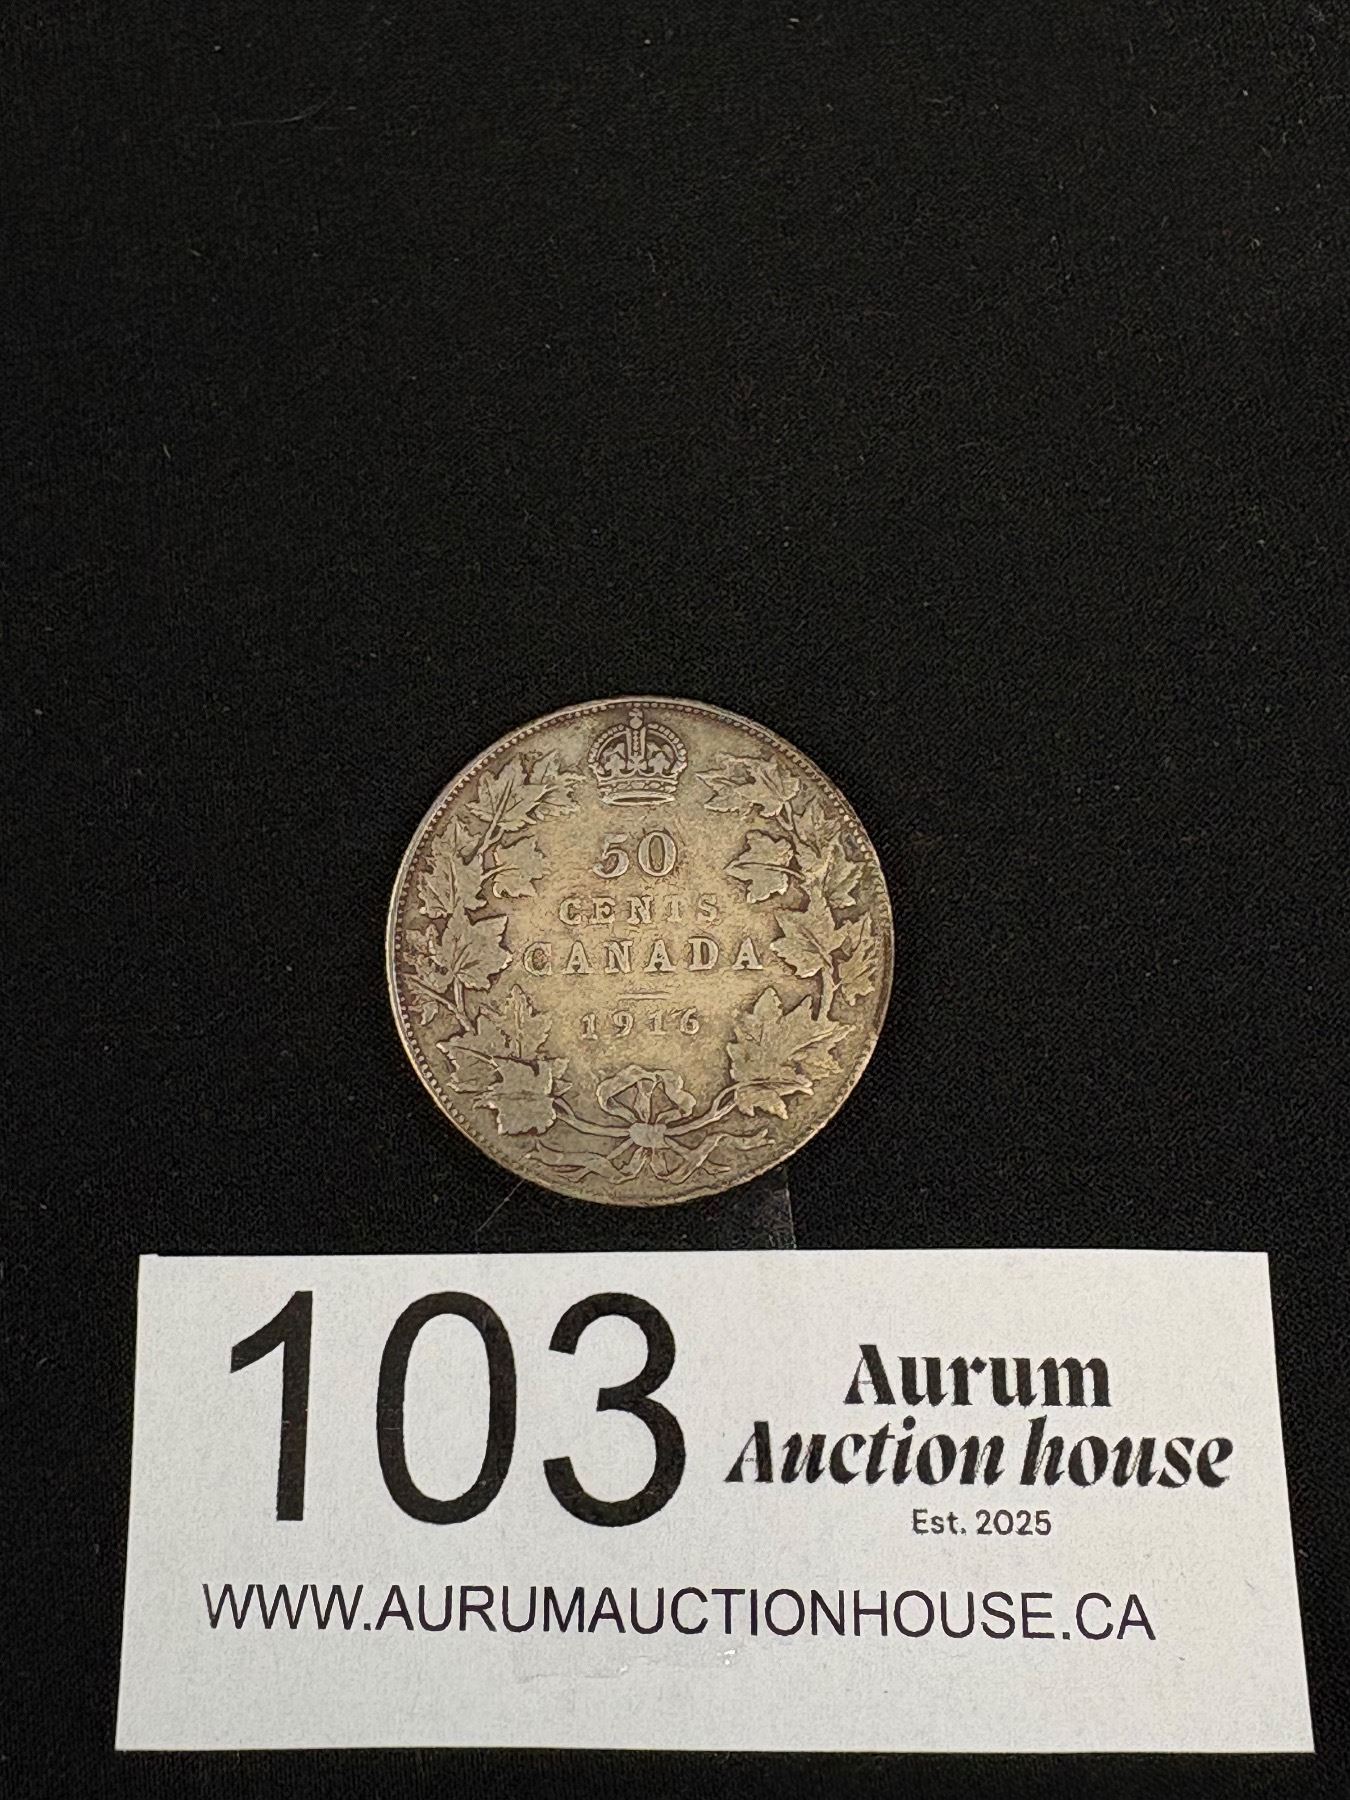 50
CENTS
CANADA
1916
103
Aurum
Auction house
Est. 2025
WWW.AURUMAUCTIONHOUSE.CA